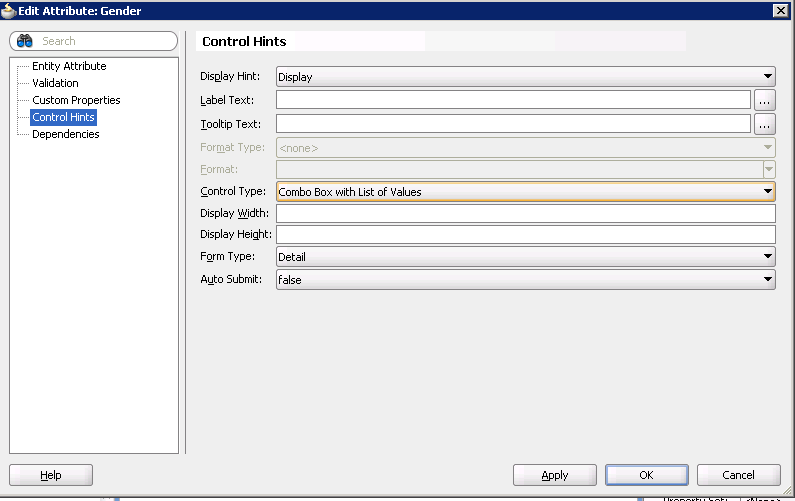 Edit Attribute: Gender
Search
Entity Attribute
Validation
Custom Properties
Control Hints
Dependencies
Control Hints
Display Hint: Display
Label Text: ...
Tooltip Text: ...
Format Type: <none>
Format:
Control Type: Combo Box with List of Values
Display Width:
Display Height:
Form Type: Detail
Auto Submit: false
Help Apply OK Cancel